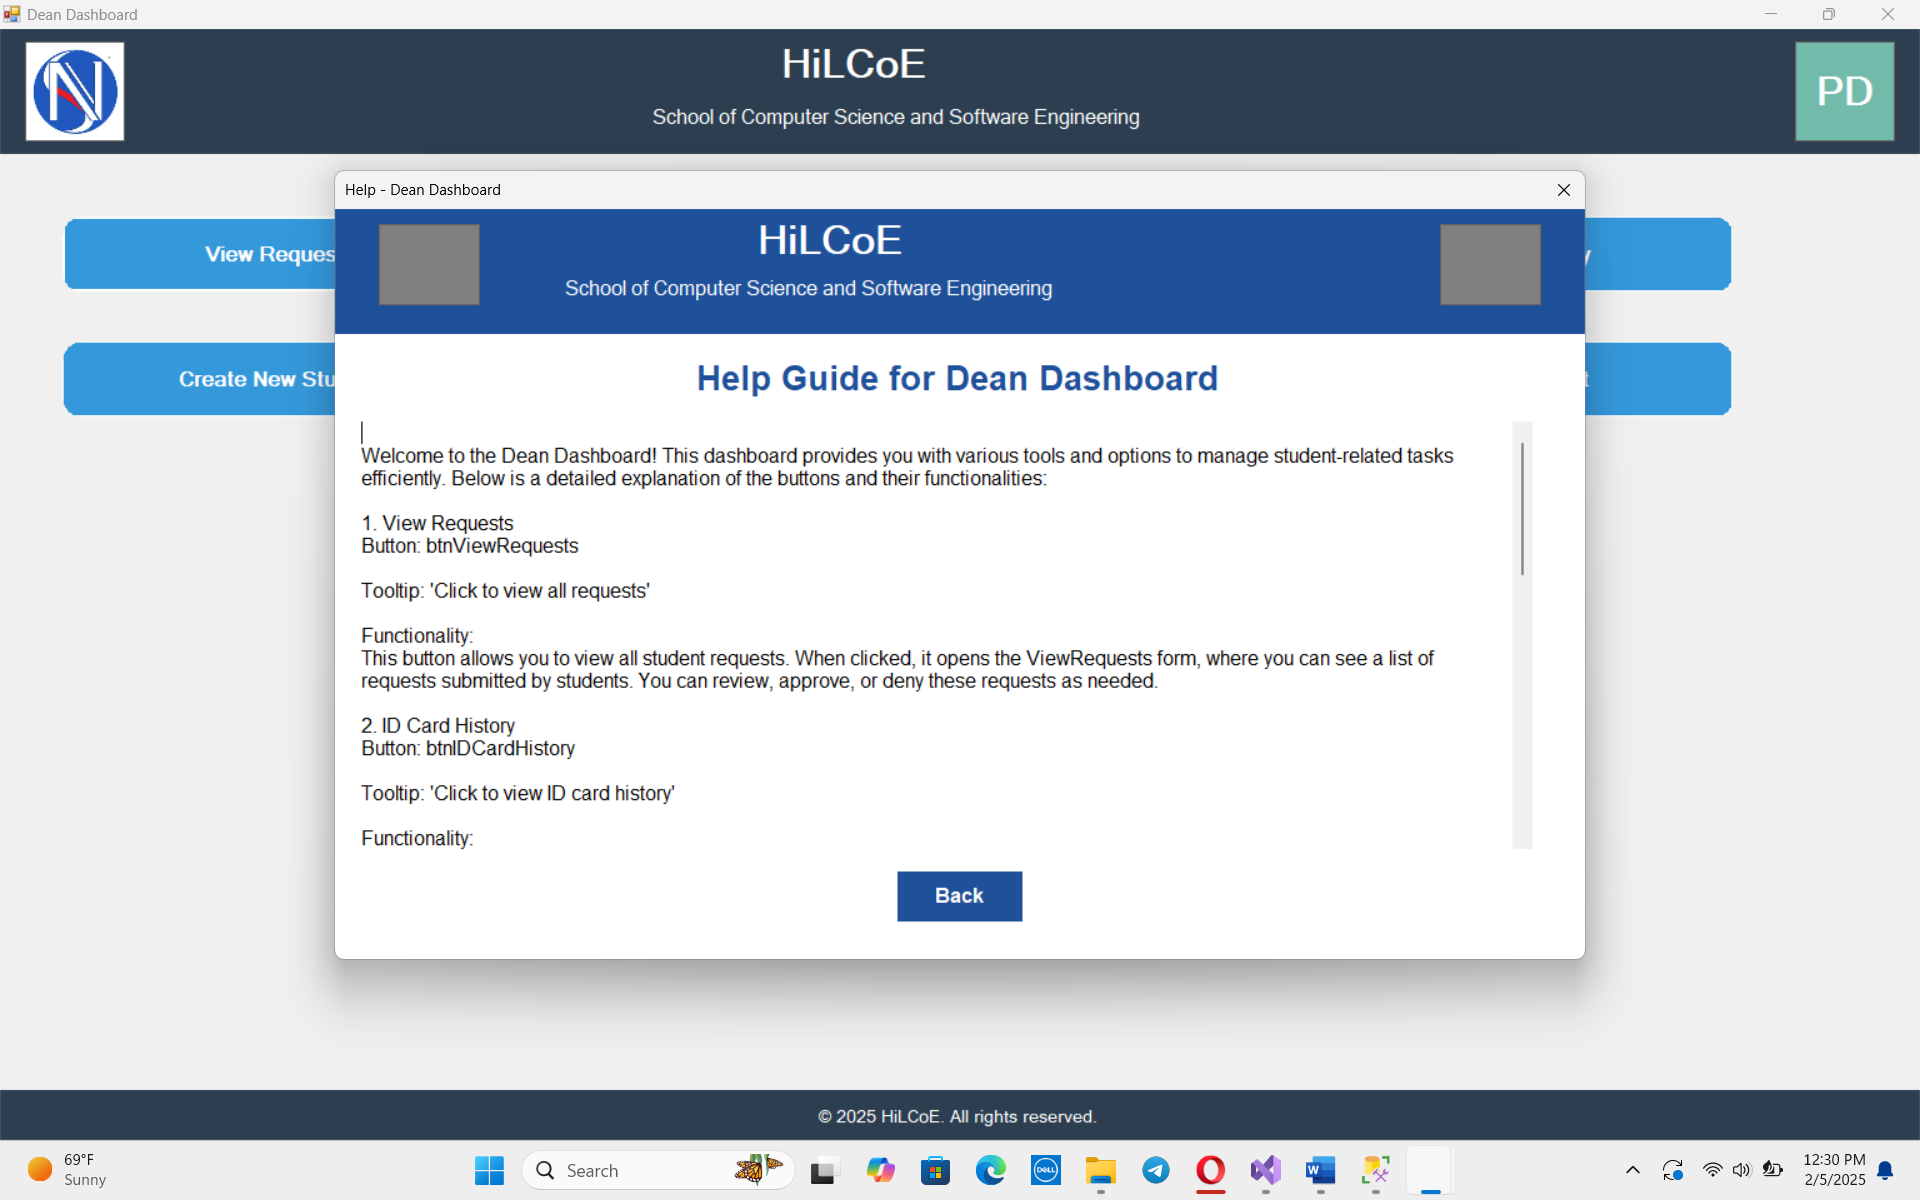 Dean Dashboard
HiLCoE
School of Computer Science and Software Engineering
PD
Help - Dean Dashboard
View Reques
HiLCoE
School of Computer Science and Software Engineering
Create New Stu
Help Guide for Dean Dashboard
Welcome to the Dean Dashboard! This dashboard provides you with various tools and options to manage student-related tasks
efficiently. Below is a detailed explanation of the buttons and their functionalities:
1. View Requests
Button: btnViewRequests
Tooltip: 'Click to view all requests'
Functionality:
This button allows you to view all student requests. When clicked, it opens the ViewRequests form, where you can see a list of
requests submitted by students. You can review, approve, or deny these requests as needed.
2. ID Card History
Button: btnIDCardHistory
Tooltip: 'Click to view ID card history'
Functionality:
Back
© 2025 HiLCoE. All rights reserved.
69°F
Sunny
Search
DELL
12:30 PM
2/5/2025